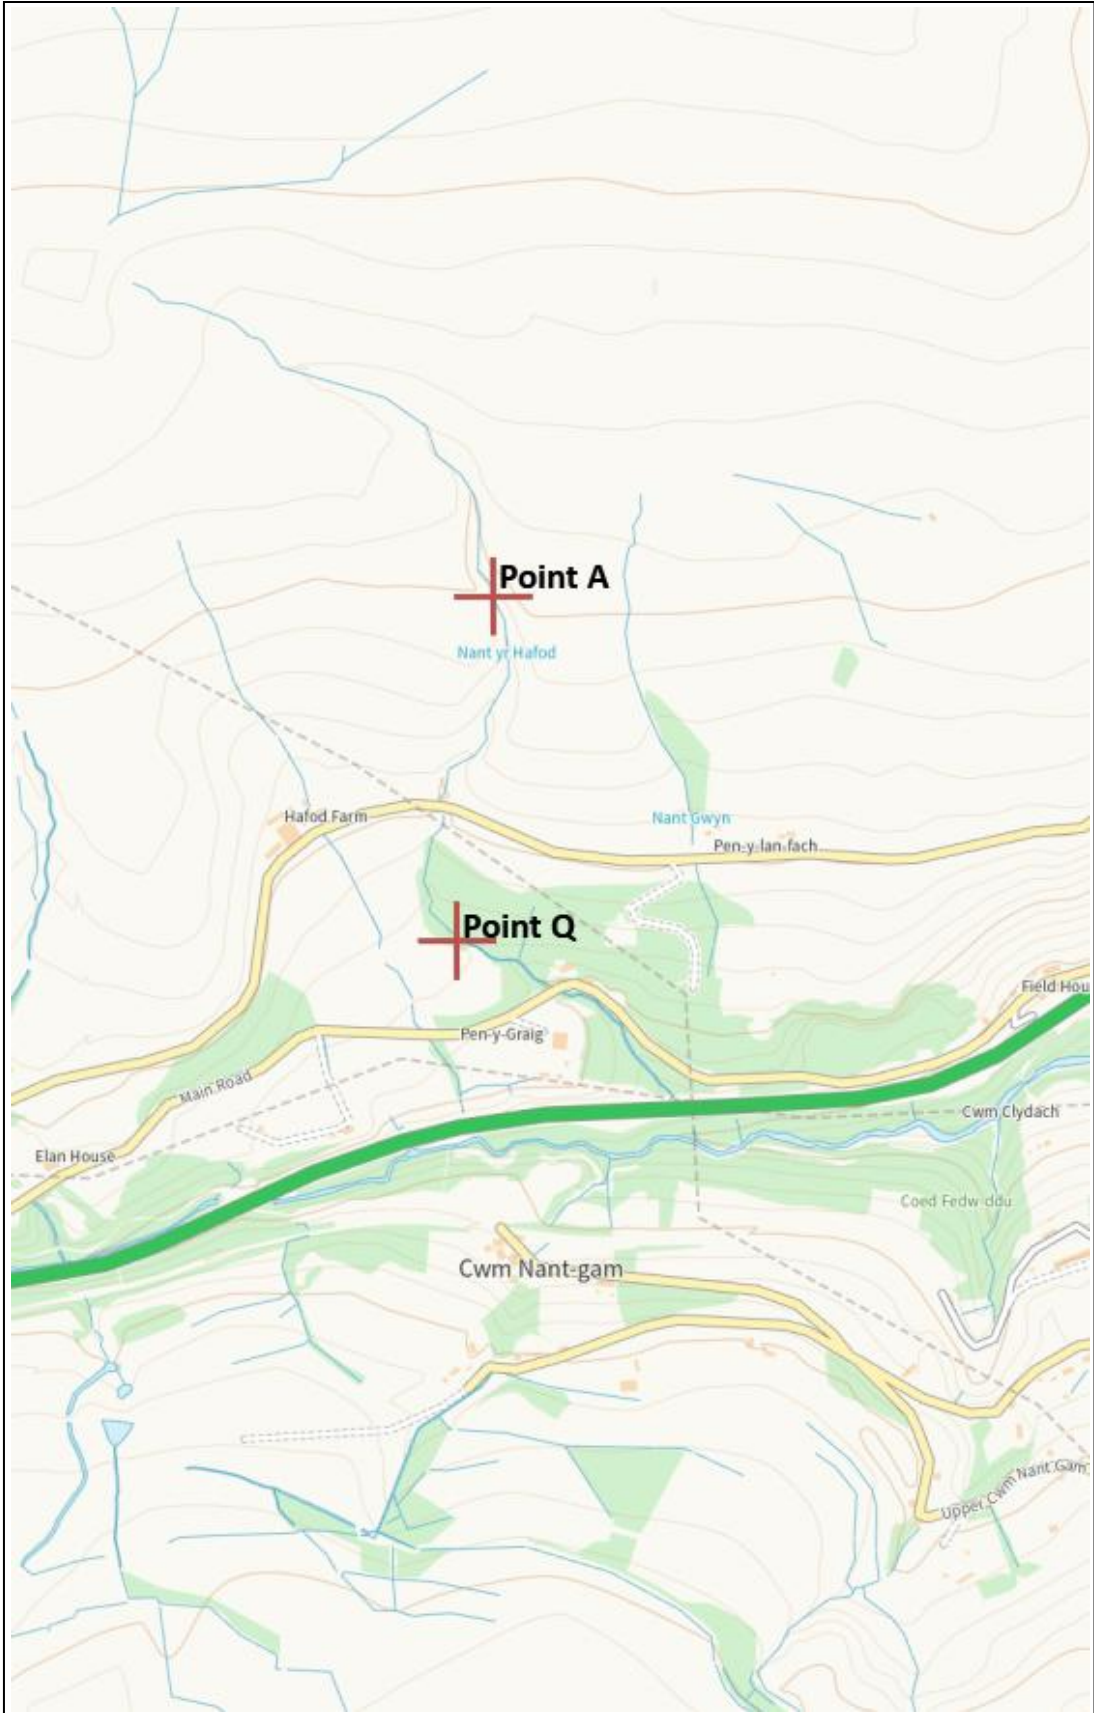 Point A
Nant yr Hafod
Hafod Farm
Nant Gwyn
Pen-y-lan-fach
Point Q
Field Hou
Pen-y-Graig
Main Road
Cwm Clydach
Elan House
Coed Fedw-ddu
Cwm Nant-gam
Upper Cwm Nant Gam